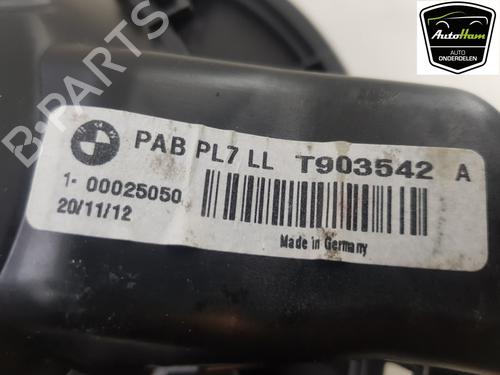 AutoHam
AUTO
ONDERDELEN
B-PARTS
PAB PL7 LL T903542 A
1- 00025050
20/11/12
Made in Germany